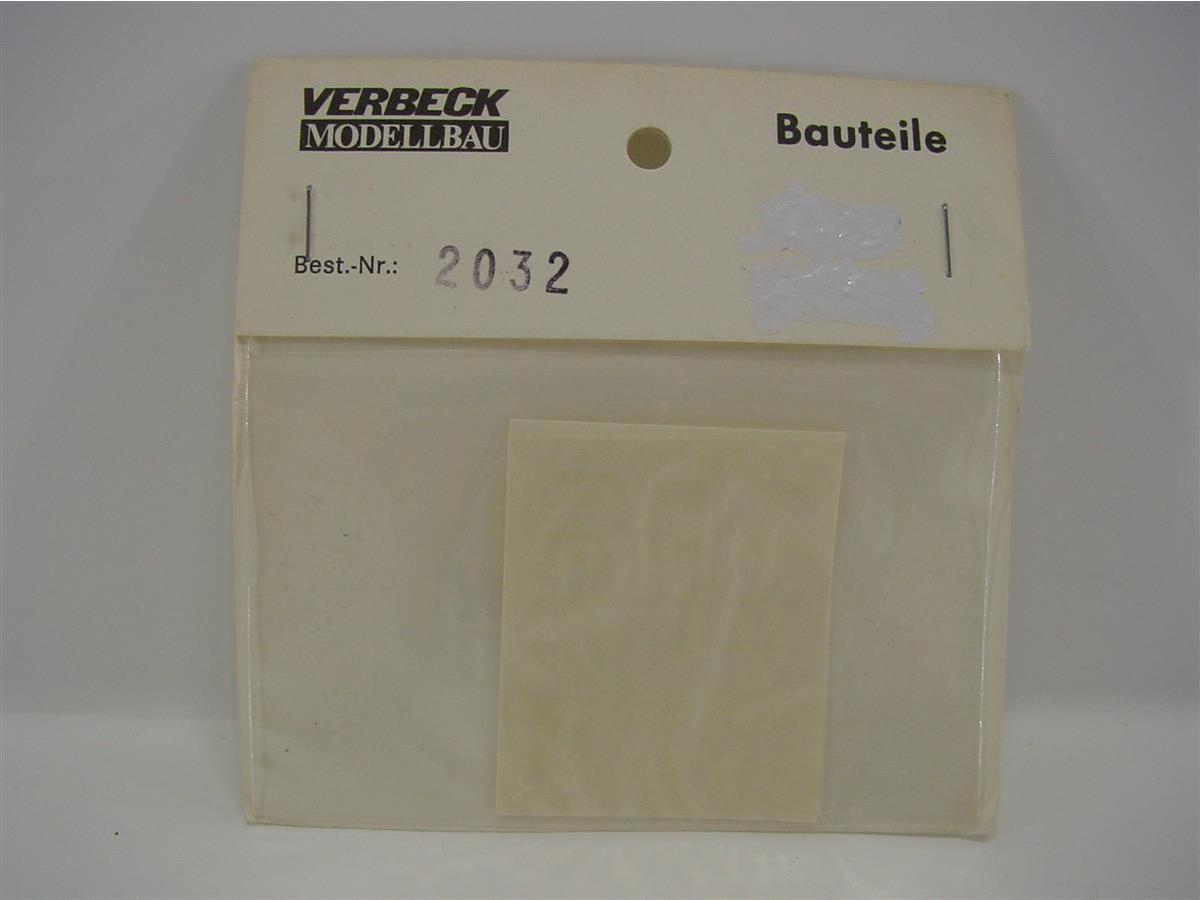 VERBECK
MODELLBAU
Bauteile
Best.-Nr.: 2032